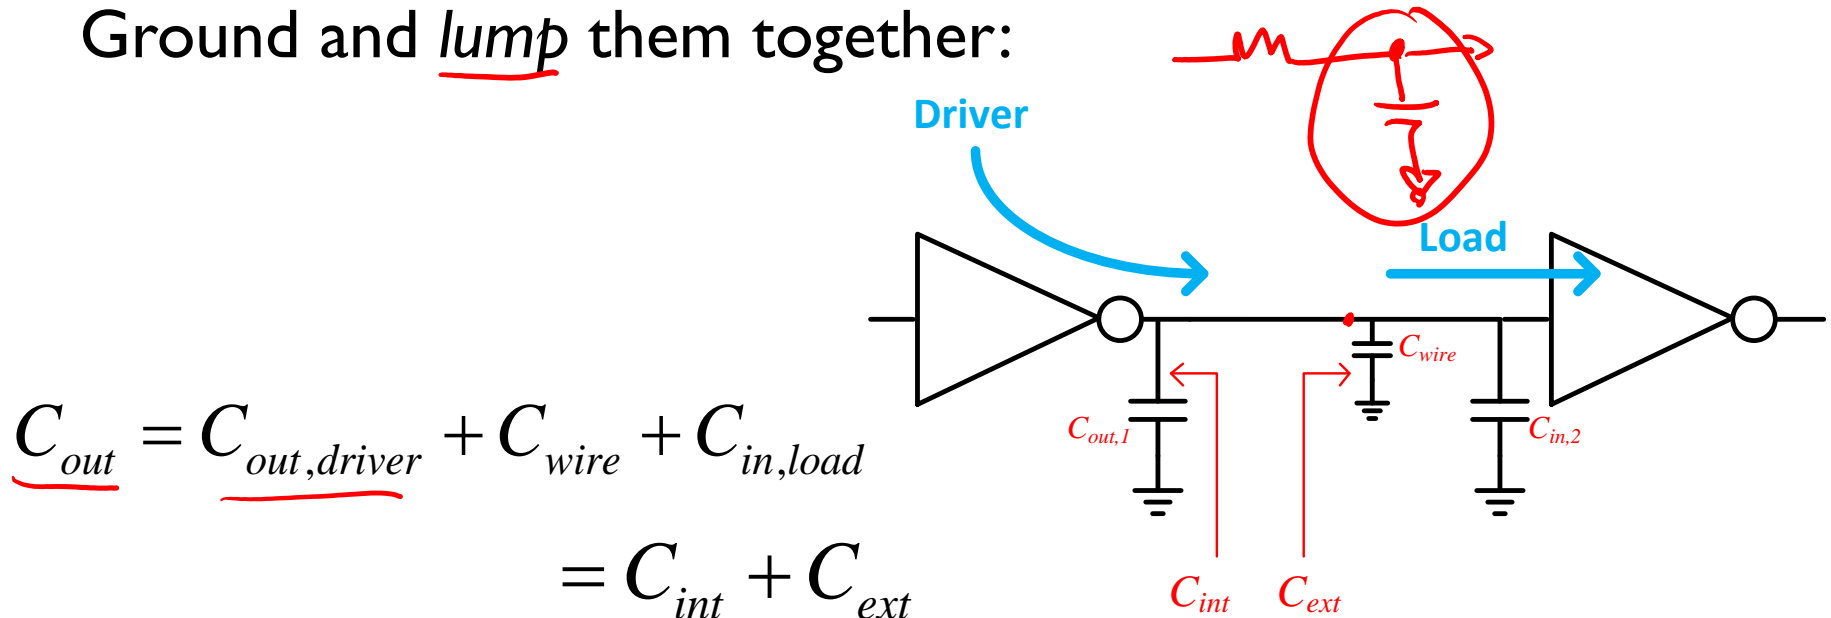 Ground and lump them together:
Driver
Load
C_wire
C_out,1
C_in,2
C_out = C_out,driver + C_wire + C_in,load
= C_int + C_ext
C_int
C_ext